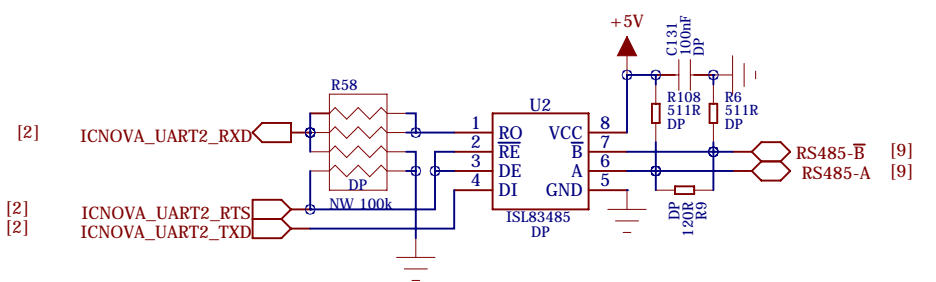 +5V
C131
100nF
DP
R58
U2
R108
511R
DP
R6
511R
DP
[2]
ICNOVA_UART2_RXD
1
RO
VCC
8
2
R̅E̅
B̅
7
RS485-B̅
[9]
3
DE
A
6
RS485-A
[9]
4
DI
GND
5
DP
NW 100k
ISL83485
DP
DP
120R
R9
[2]
ICNOVA_UART2_RTS
[2]
ICNOVA_UART2_TXD